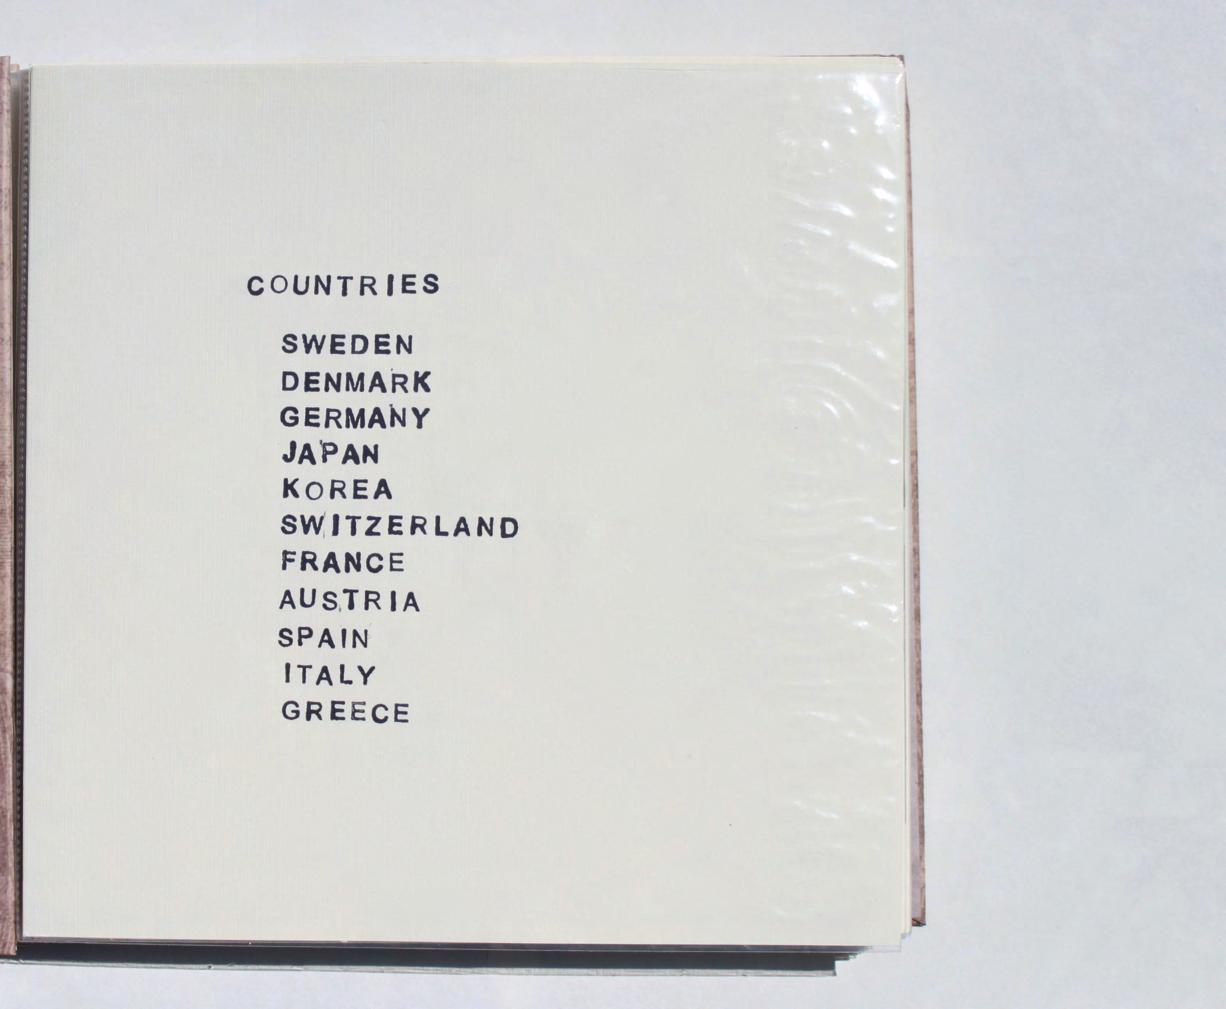 COUNTRIES
SWEDEN
DENMARK
GERMANY
JAPAN
KOREA
SWITZERLAND
FRANCE
AUSTRIA
SPAIN
ITALY
GREECE